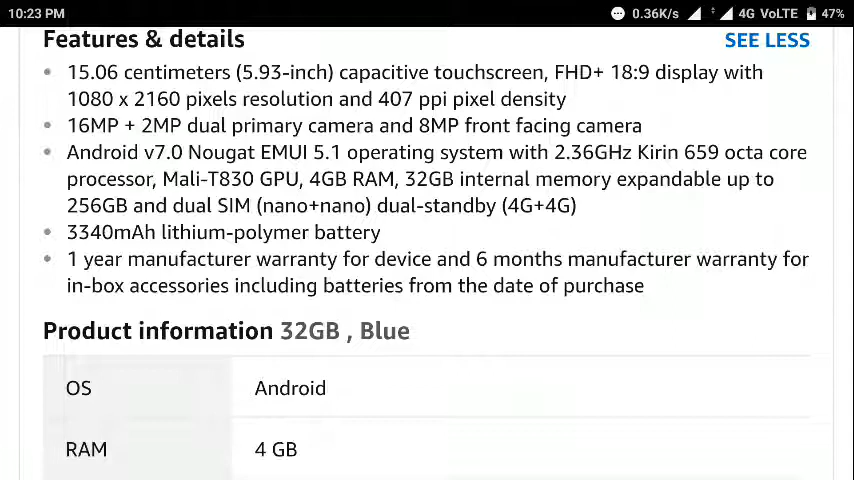 10:23 PM 0.36K/s 4G VoLTE 47%
Features & details SEE LESS
15.06 centimeters (5.93-inch) capacitive touchscreen, FHD+ 18:9 display with
1080 x 2160 pixels resolution and 407 ppi pixel density
16MP + 2MP dual primary camera and 8MP front facing camera
Android v7.0 Nougat EMUI 5.1 operating system with 2.36GHz Kirin 659 octa core
processor, Mali-T830 GPU, 4GB RAM, 32GB internal memory expandable up to
256GB and dual SIM (nano+nano) dual-standby (4G+4G)
3340mAh lithium-polymer battery
1 year manufacturer warranty for device and 6 months manufacturer warranty for
in-box accessories including batteries from the date of purchase
Product information 32GB , Blue
OS Android
RAM 4 GB